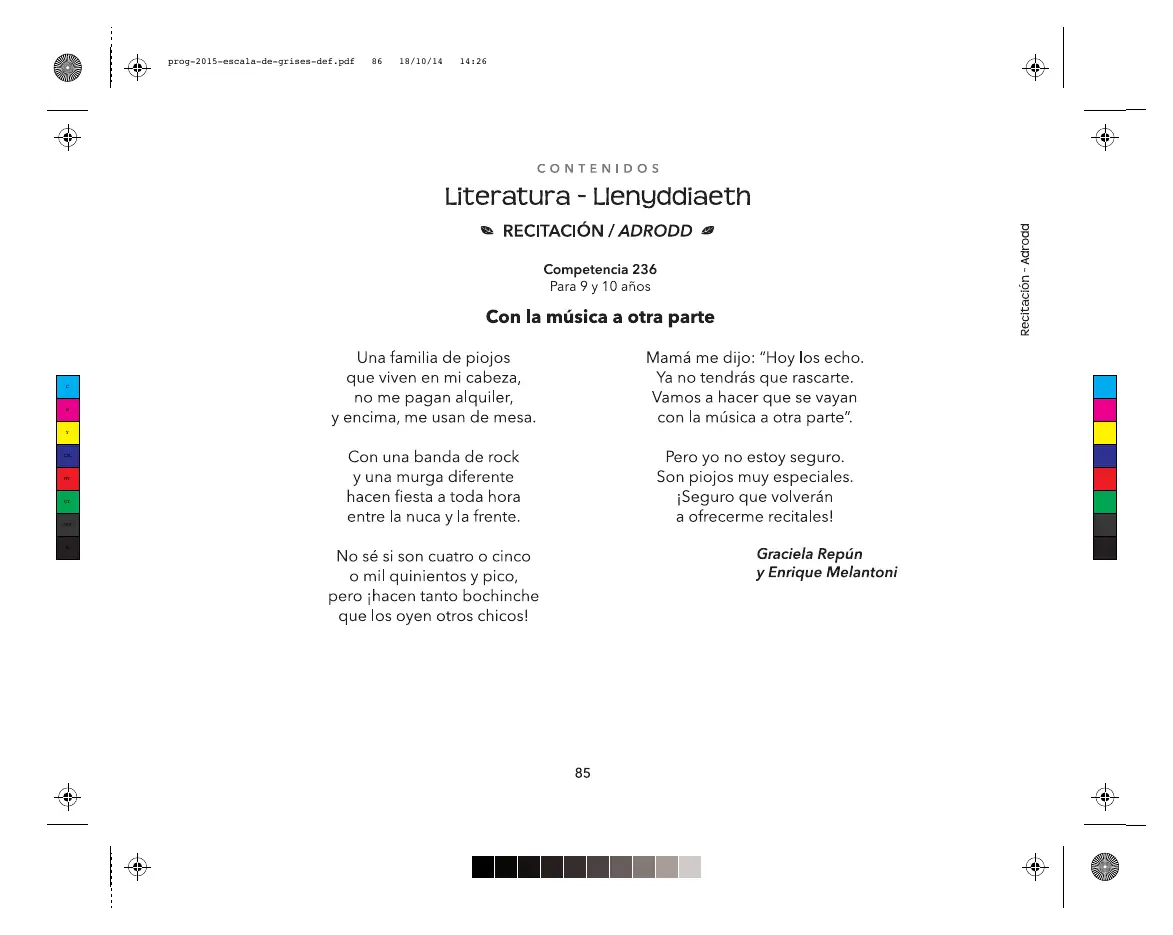 prog-2015-escala-de-grises-def.pdf 86 18/10/14 14:26
CONTENIDOS
Literatura - Llenyddiaeth
RECITACIÓN / ADRODD
Competencia 236
Para 9 y 10 años
Con la música a otra parte
Una familia de piojos
que viven en mi cabeza,
no me pagan alquiler,
y encima, me usan de mesa.
Con una banda de rock
y una murga diferente
hacen fiesta a toda hora
entre la nuca y la frente.
No sé si son cuatro o cinco
o mil quinientos y pico,
pero ¡hacen tanto bochinche
que los oyen otros chicos!
Mamá me dijo: “Hoy los echo.
Ya no tendrás que rascarte.
Vamos a hacer que se vayan
con la música a otra parte”.
Pero yo no estoy seguro.
Son piojos muy especiales.
¡Seguro que volverán
a ofrecerme recitales!
Graciela Repún
y Enrique Melantoni
Recitación - Adrodd
85